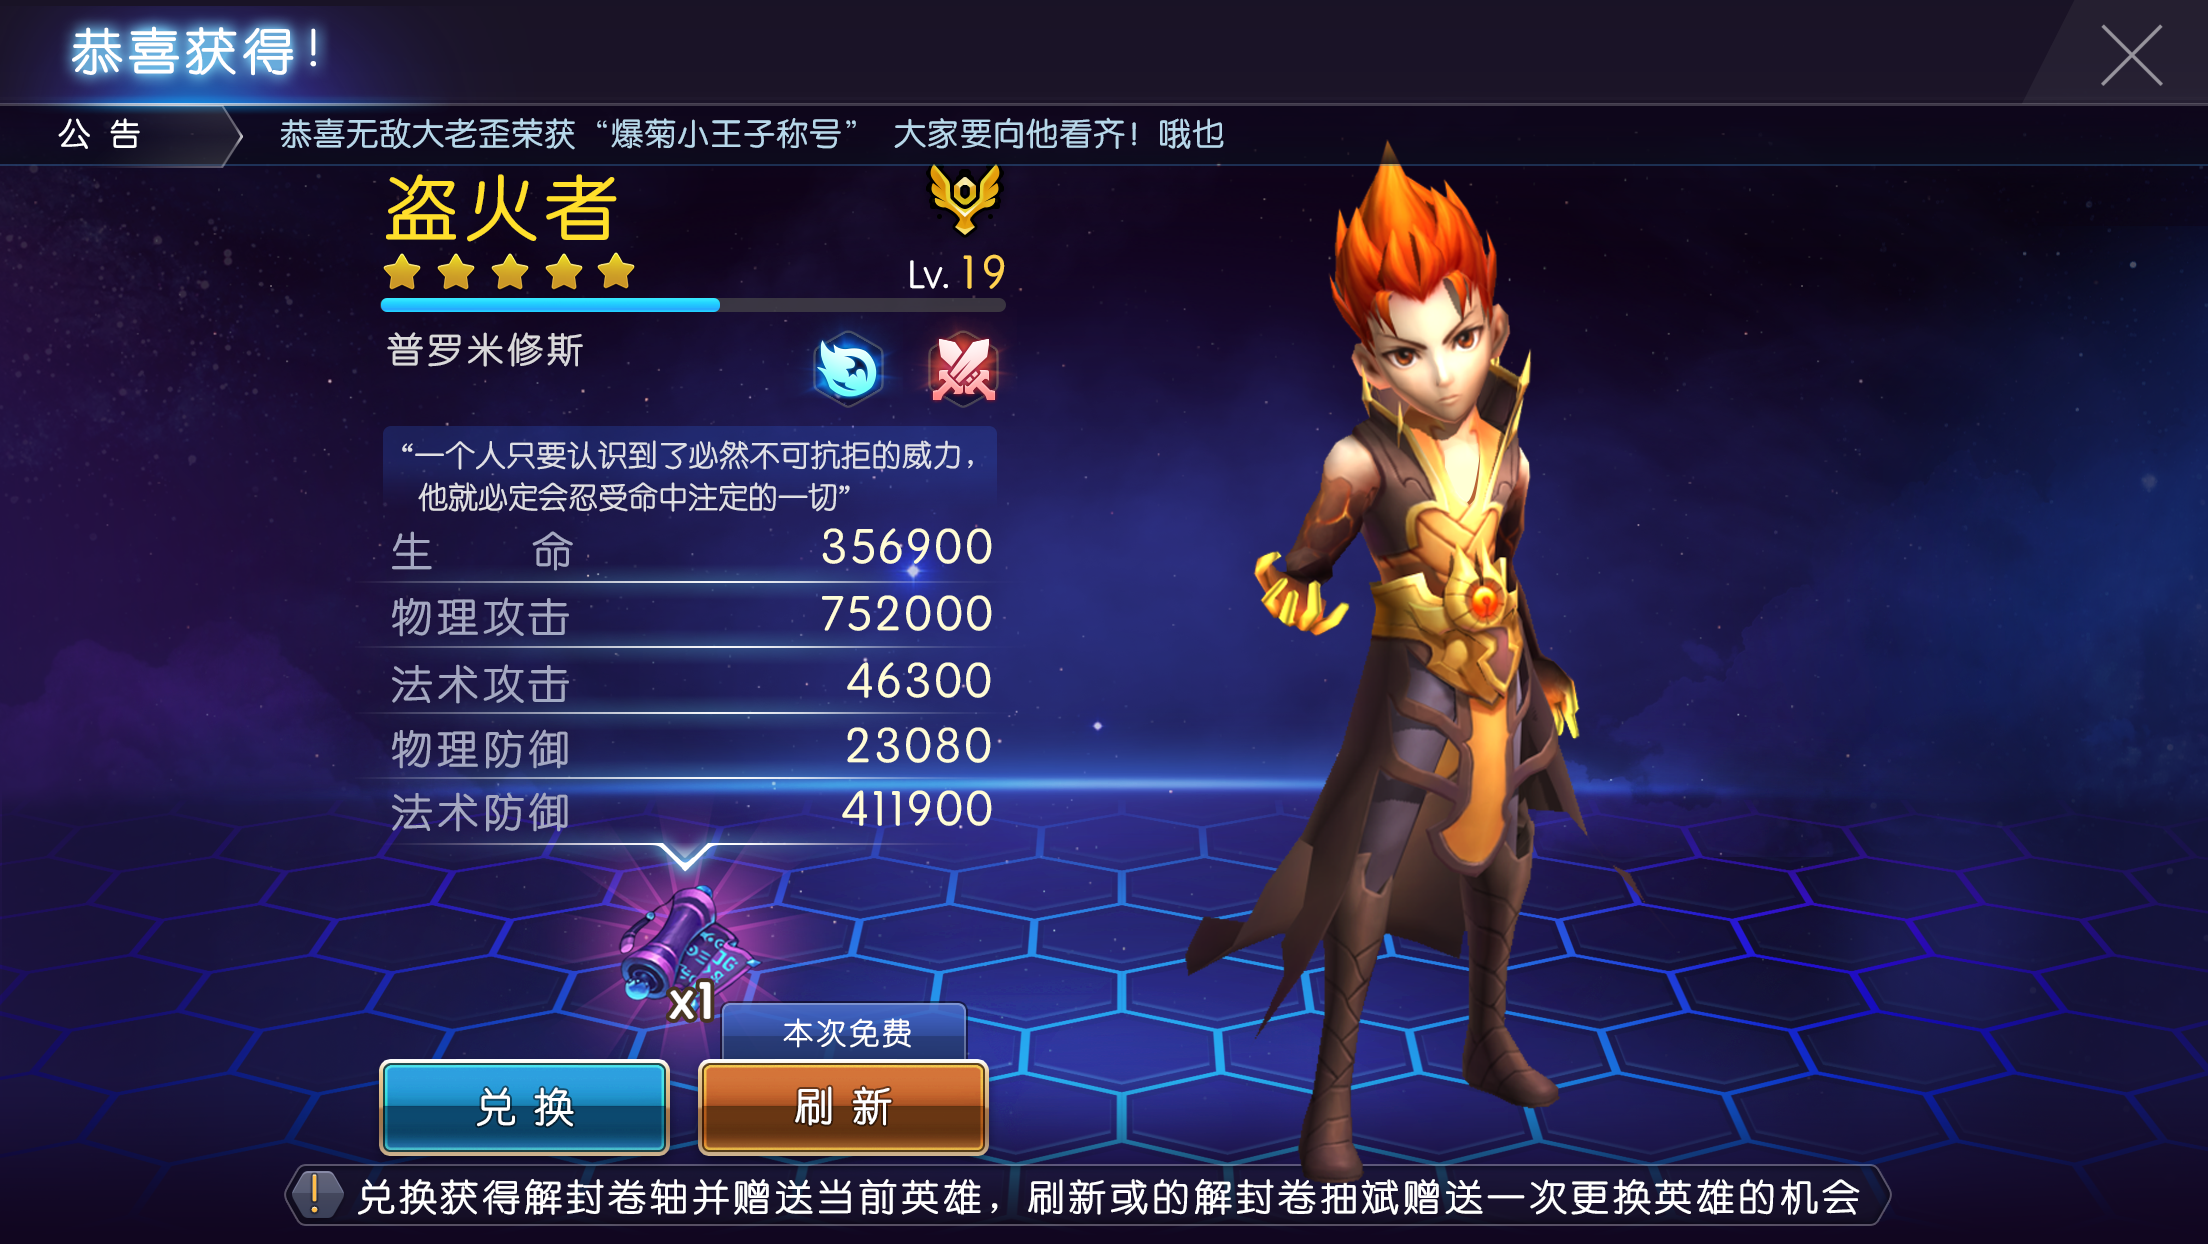 恭喜获得！
公 告
恭喜无敌大老歪荣获“爆菊小王子称号” 大家要向他看齐！哦也
盗火者
Lv. 19
普罗米修斯
“一个人只要认识到了必然不可抗拒的威力，
他就必定会忍受命中注定的一切”
生 命 356900
物理攻击 752000
法术攻击 46300
物理防御 23080
法术防御 411900
x1
本次免费
兑 换
刷 新
兑换获得解封卷轴并赠送当前英雄，刷新或的解封卷抽斌赠送一次更换英雄的机会